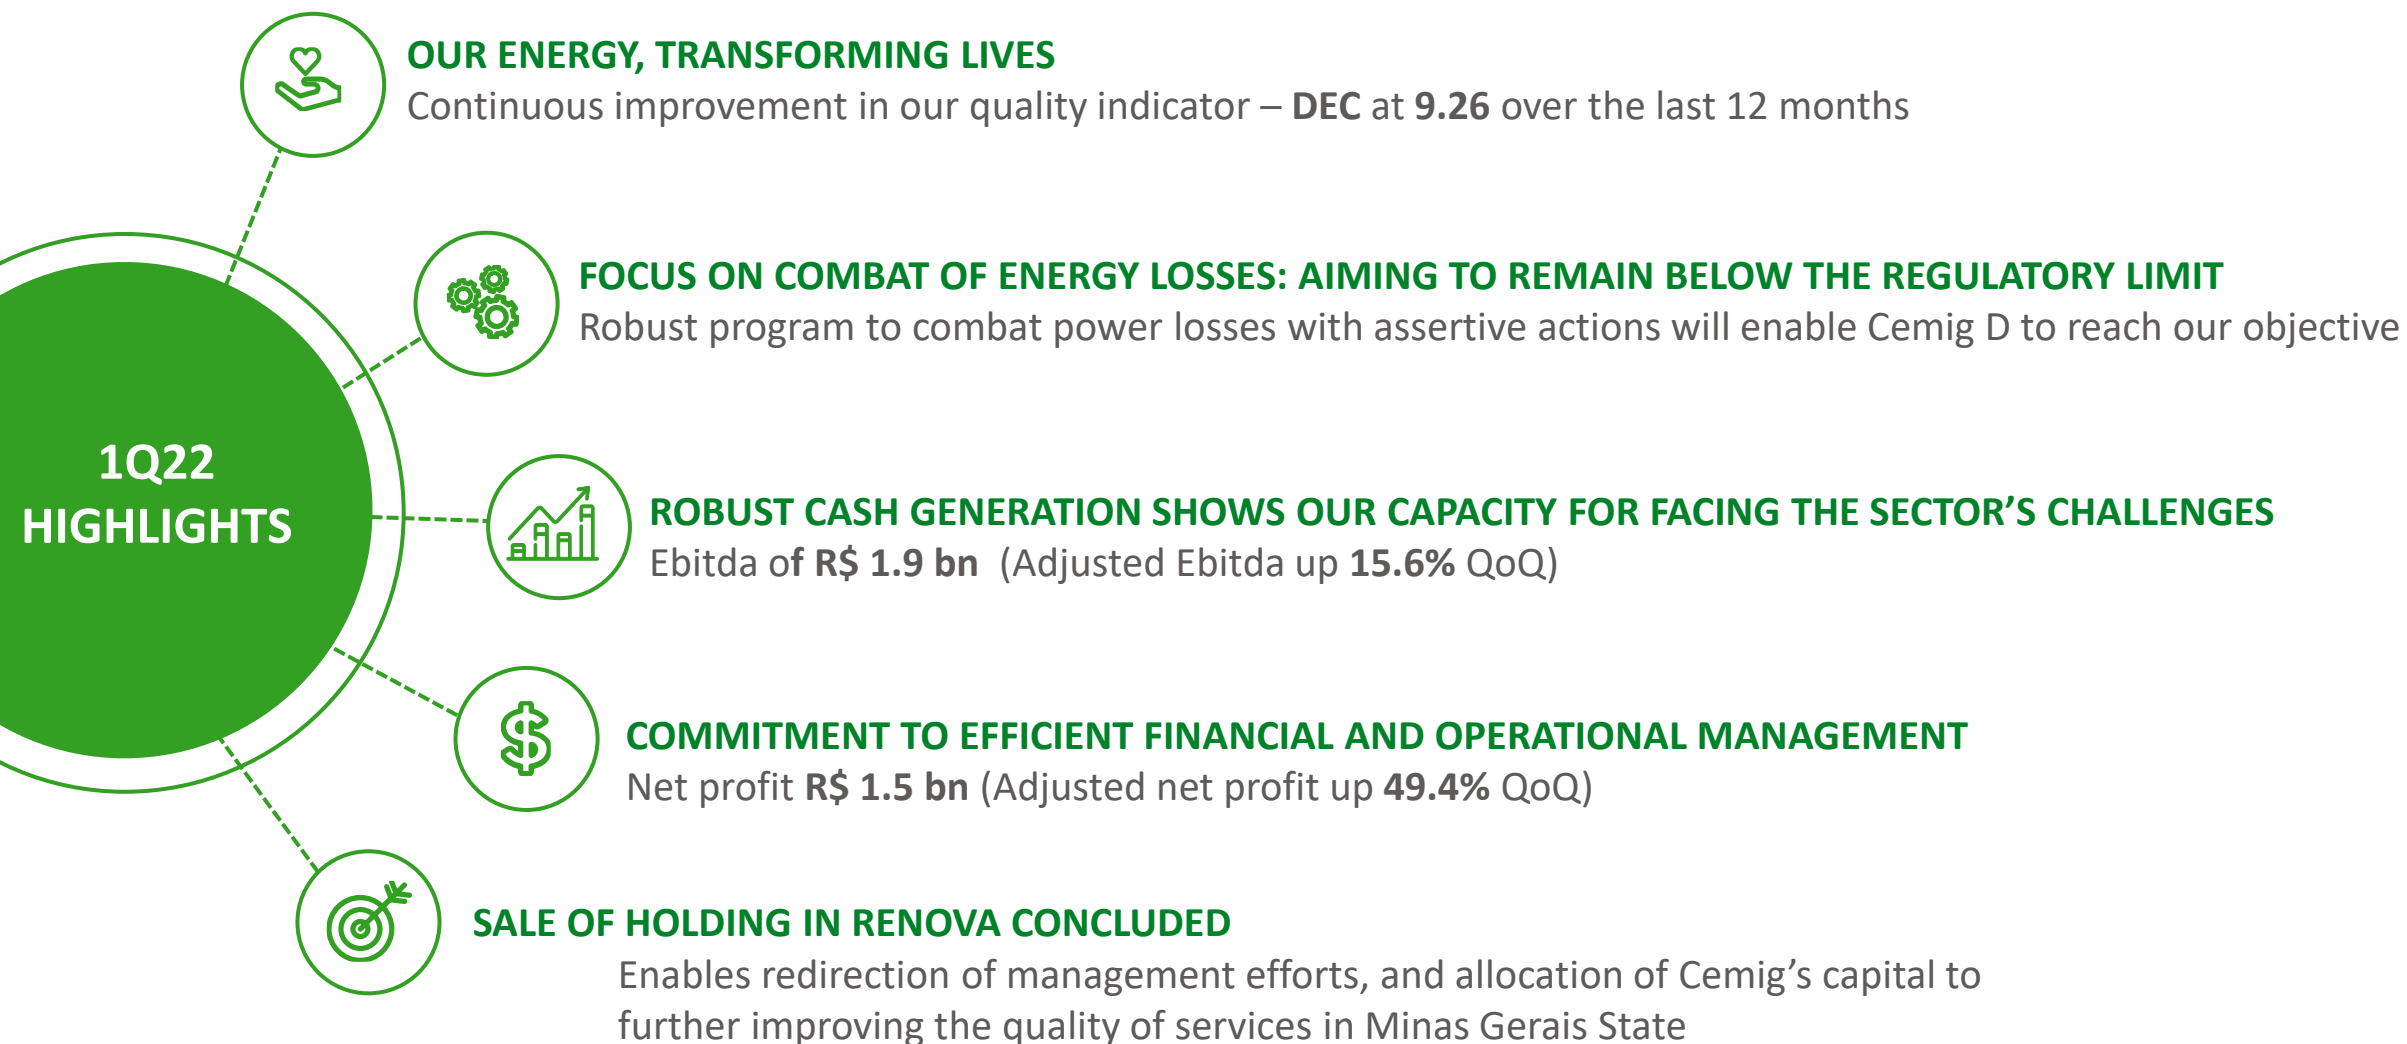 OUR ENERGY, TRANSFORMING LIVES
Continuous improvement in our quality indicator – DEC at 9.26 over the last 12 months
FOCUS ON COMBAT OF ENERGY LOSSES: AIMING TO REMAIN BELOW THE REGULATORY LIMIT
Robust program to combat power losses with assertive actions will enable Cemig D to reach our objective
1Q22
HIGHLIGHTS
ROBUST CASH GENERATION SHOWS OUR CAPACITY FOR FACING THE SECTOR’S CHALLENGES
Ebitda of R$ 1.9 bn (Adjusted Ebitda up 15.6% QoQ)
COMMITMENT TO EFFICIENT FINANCIAL AND OPERATIONAL MANAGEMENT
Net profit R$ 1.5 bn (Adjusted net profit up 49.4% QoQ)
SALE OF HOLDING IN RENOVA CONCLUDED
Enables redirection of management efforts, and allocation of Cemig’s capital to
further improving the quality of services in Minas Gerais State